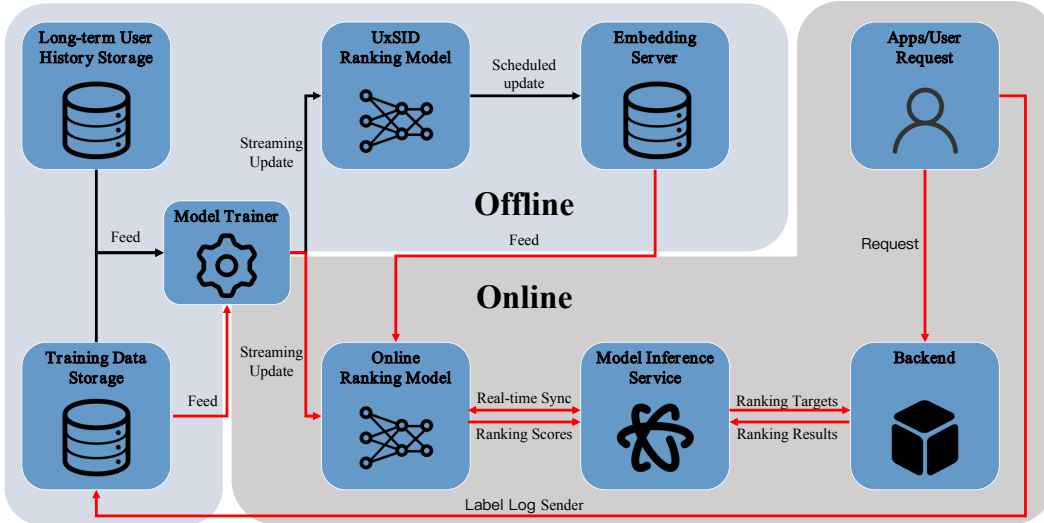 Long-term User
History Storage
UxSID
Ranking Model
Embedding
Server
Apps/User
Request
Scheduled
update
Streaming
Update
Offline
Model Trainer
Feed
Feed
Request
Online
Training Data
Storage
Feed
Streaming
Update
Online
Ranking Model
Model Inference
Service
Backend
Real-time Sync
Ranking Scores
Ranking Targets
Ranking Results
Label Log Sender